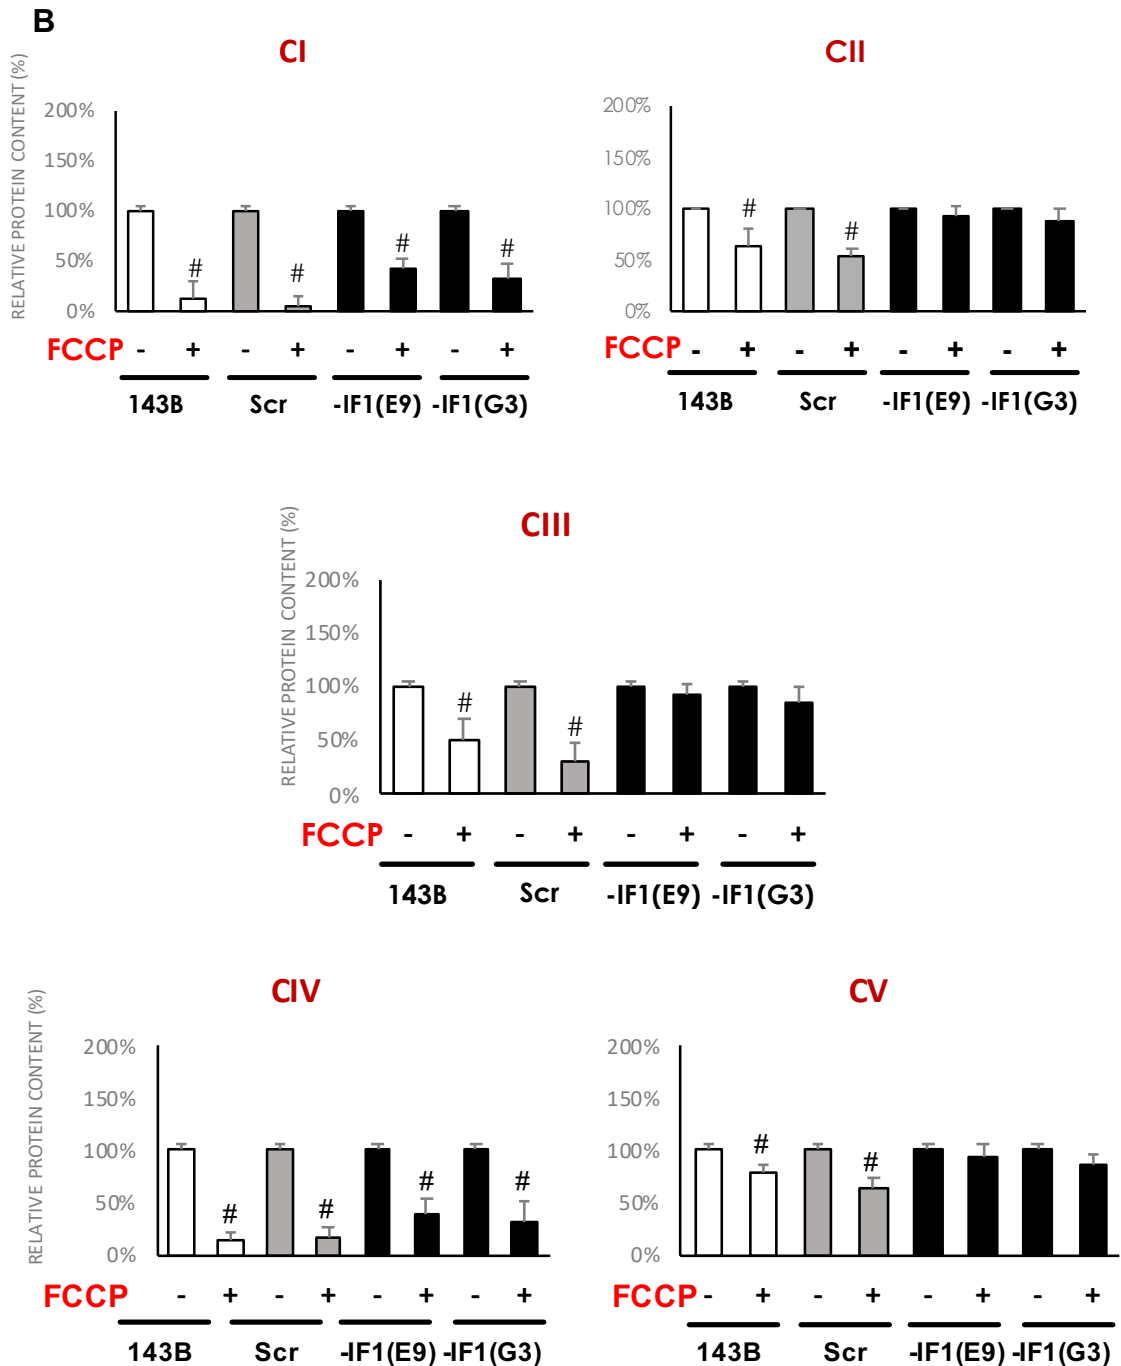 B
CI
RELATIVE PROTEIN CONTENT (%)
200%
150%
100%
50%
0%
# # # #
FCCP - + - + - + - +
143B Scr -IF1(E9) -IF1(G3)
CII
200%
150%
100%
50%
0%
# #
FCCP - + - + - + - +
143B Scr -IF1(E9) -IF1(G3)
CIII
RELATIVE PROTEIN CONTENT (%)
200%
150%
100%
50%
0%
# #
FCCP - + - + - + - +
143B Scr -IF1(E9) -IF1(G3)
CIV
RELATIVE PROTEIN CONTENT (%)
200%
150%
100%
50%
0%
# # # #
FCCP - + - + - + - +
143B Scr -IF1(E9) -IF1(G3)
CV
200%
150%
100%
50%
0%
# #
FCCP - + - + - + - +
143B Scr -IF1(E9) -IF1(G3)